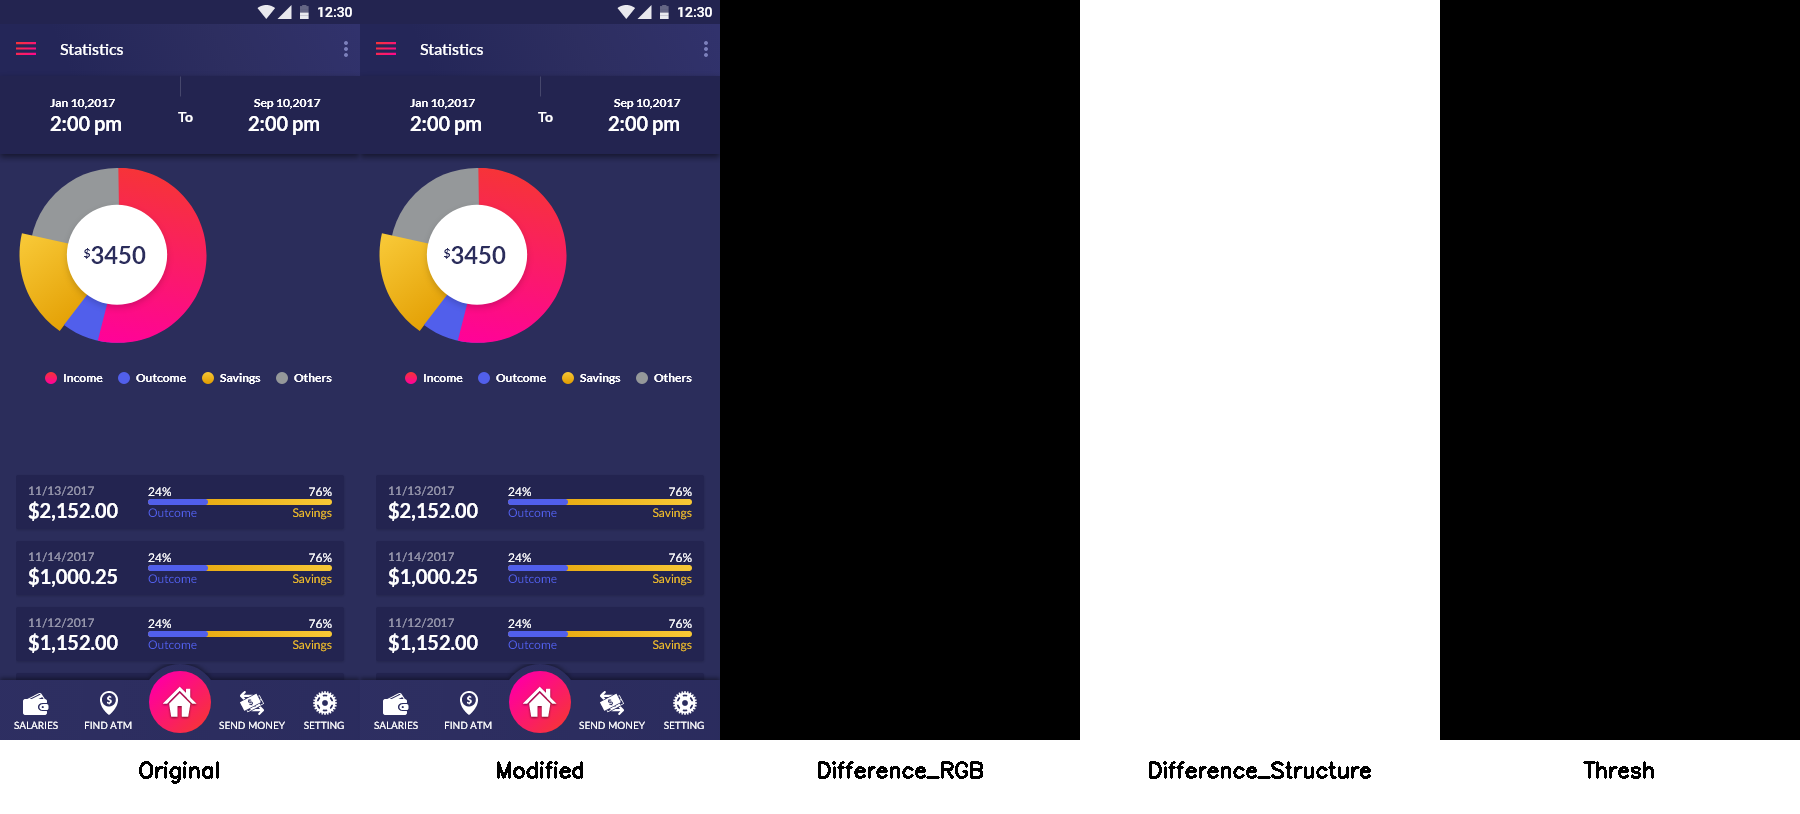 12:30
Statistics
Jan 10,2017
2:00 pm
To
Sep 10,2017
2:00 pm
$3450
Income
Outcome
Savings
Others
11/13/2017
$2,152.00
24%
76%
Outcome
Savings
11/14/2017
$1,000.25
24%
76%
Outcome
Savings
11/12/2017
$1,152.00
24%
76%
Outcome
Savings
SALARIES
FIND ATM
SEND MONEY
SETTING
12:30
Statistics
Jan 10,2017
2:00 pm
To
Sep 10,2017
2:00 pm
$3450
Income
Outcome
Savings
Others
11/13/2017
$2,152.00
24%
76%
Outcome
Savings
11/14/2017
$1,000.25
24%
76%
Outcome
Savings
11/12/2017
$1,152.00
24%
76%
Outcome
Savings
SALARIES
FIND ATM
SEND MONEY
SETTING
Original
Modified
Difference_RGB
Difference_Structure
Thresh